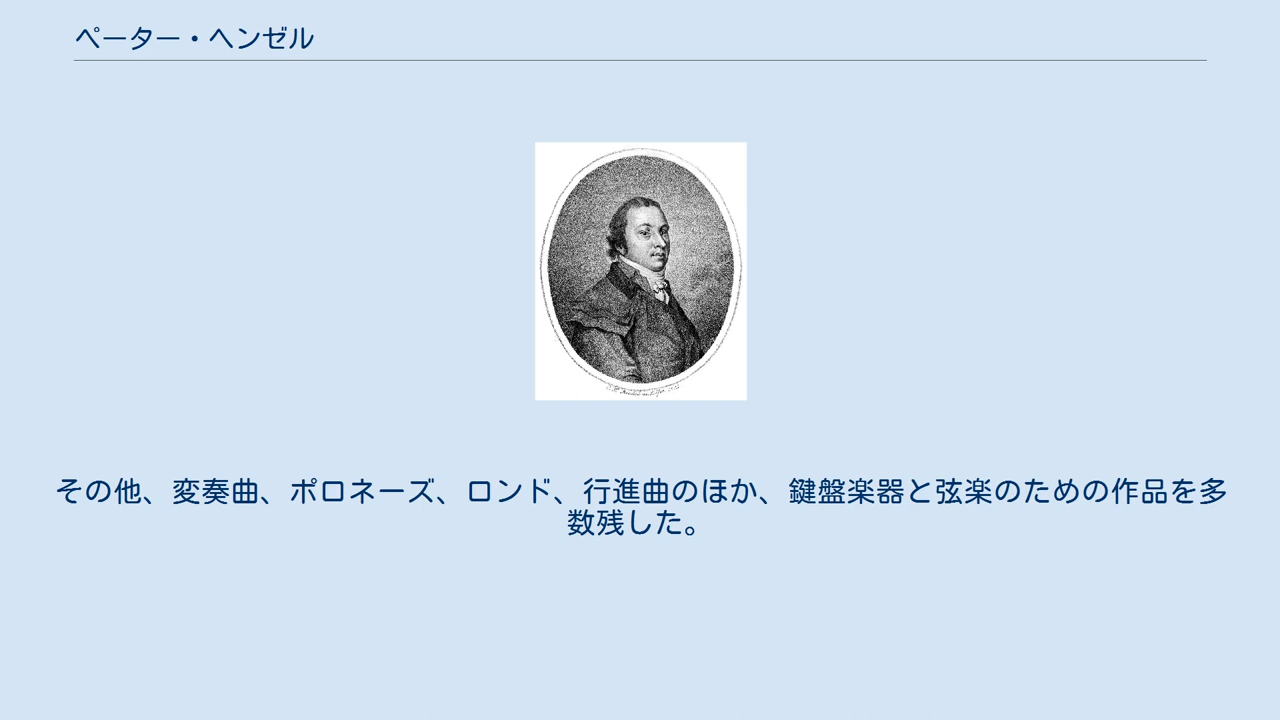 ペーター・ヘンゼル
その他、変奏曲、ポロネーズ、ロンド、行進曲のほか、鍵盤楽器と弦楽のための作品を多
数残した。